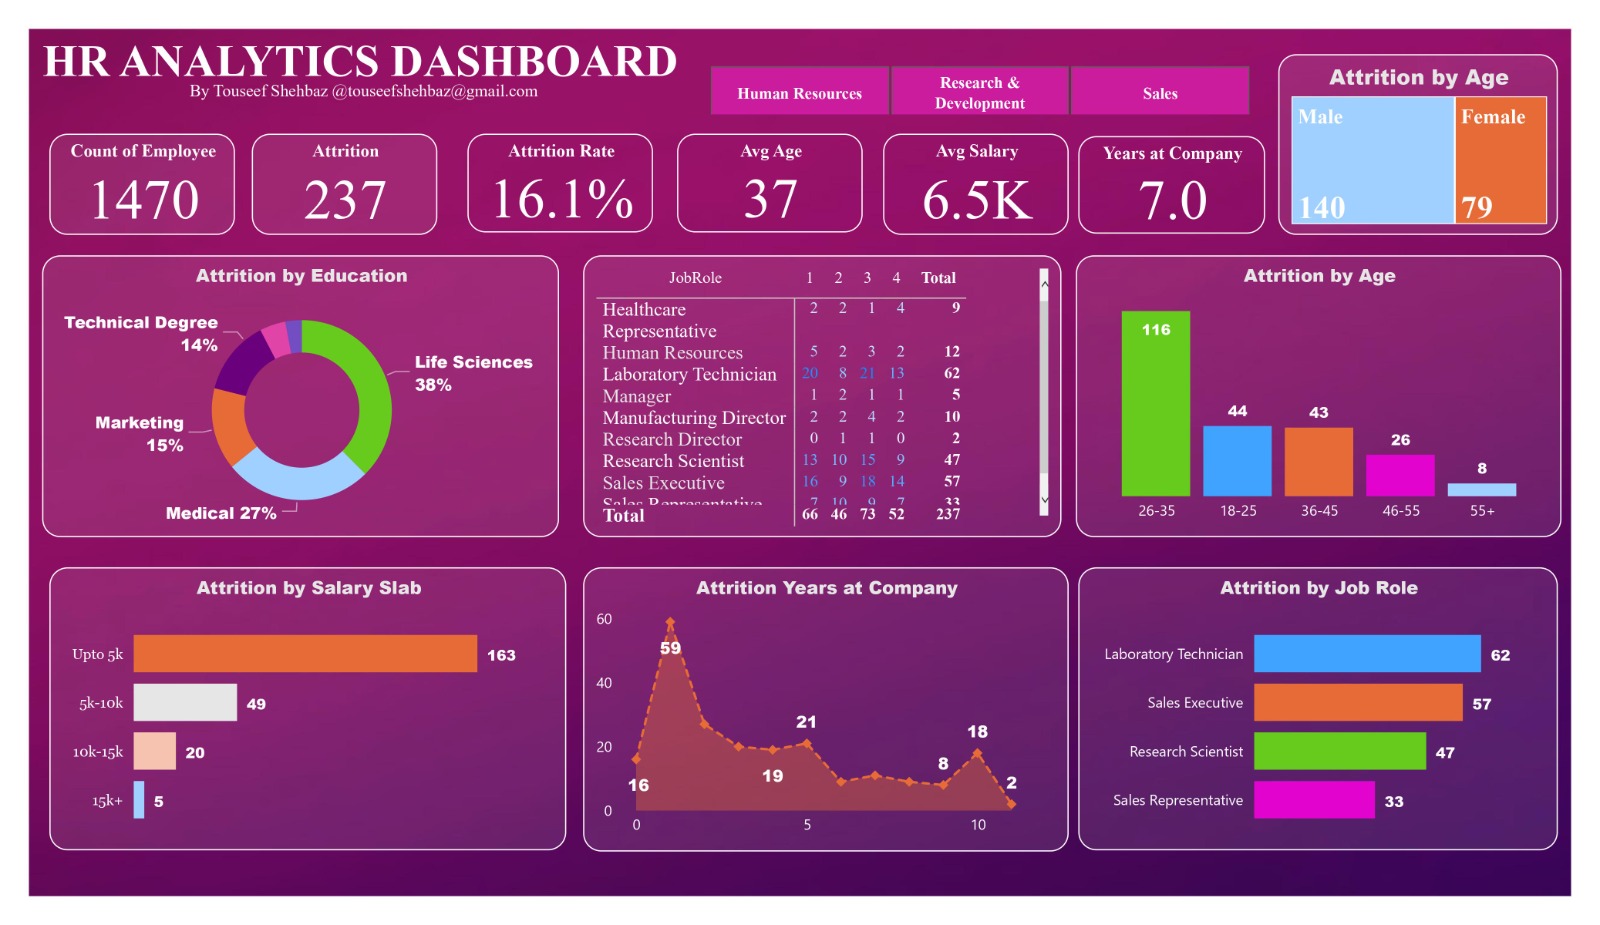 HR ANALYTICS DASHBOARD
By Touseef Shehbaz @touseefshehbaz@gmail.com
Human Resources
Research &
Development
Sales
Attrition by Age
Male
Female
140
79
Count of Employee
1470
Attrition
237
Attrition Rate
16.1%
Avg Age
37
Avg Salary
6.5K
Years at Company
7.0
Attrition by Education
Technical Degree
14%
Life Sciences
38%
Marketing
15%
Medical 27%
JobRole 1 2 3 4 Total
Healthcare 2 2 1 4 9
Representative
Human Resources 5 2 3 2 12
Laboratory Technician 20 8 21 13 62
Manager 1 2 1 1 5
Manufacturing Director 2 2 4 2 10
Research Director 0 1 1 0 2
Research Scientist 13 10 15 9 47
Sales Executive 16 9 18 14 57
Sales Representative 7 10 9 7 33
Total 66 46 73 52 237
Attrition by Age
116
44
43
26
8
26-35 18-25 36-45 46-55 55+
Attrition by Salary Slab
Upto 5k 163
5k-10k 49
10k-15k 20
15k+ 5
Attrition Years at Company
60
59
40
21
18
20
19
8
16
2
0
0 5 10
Attrition by Job Role
Laboratory Technician 62
Sales Executive 57
Research Scientist 47
Sales Representative 33